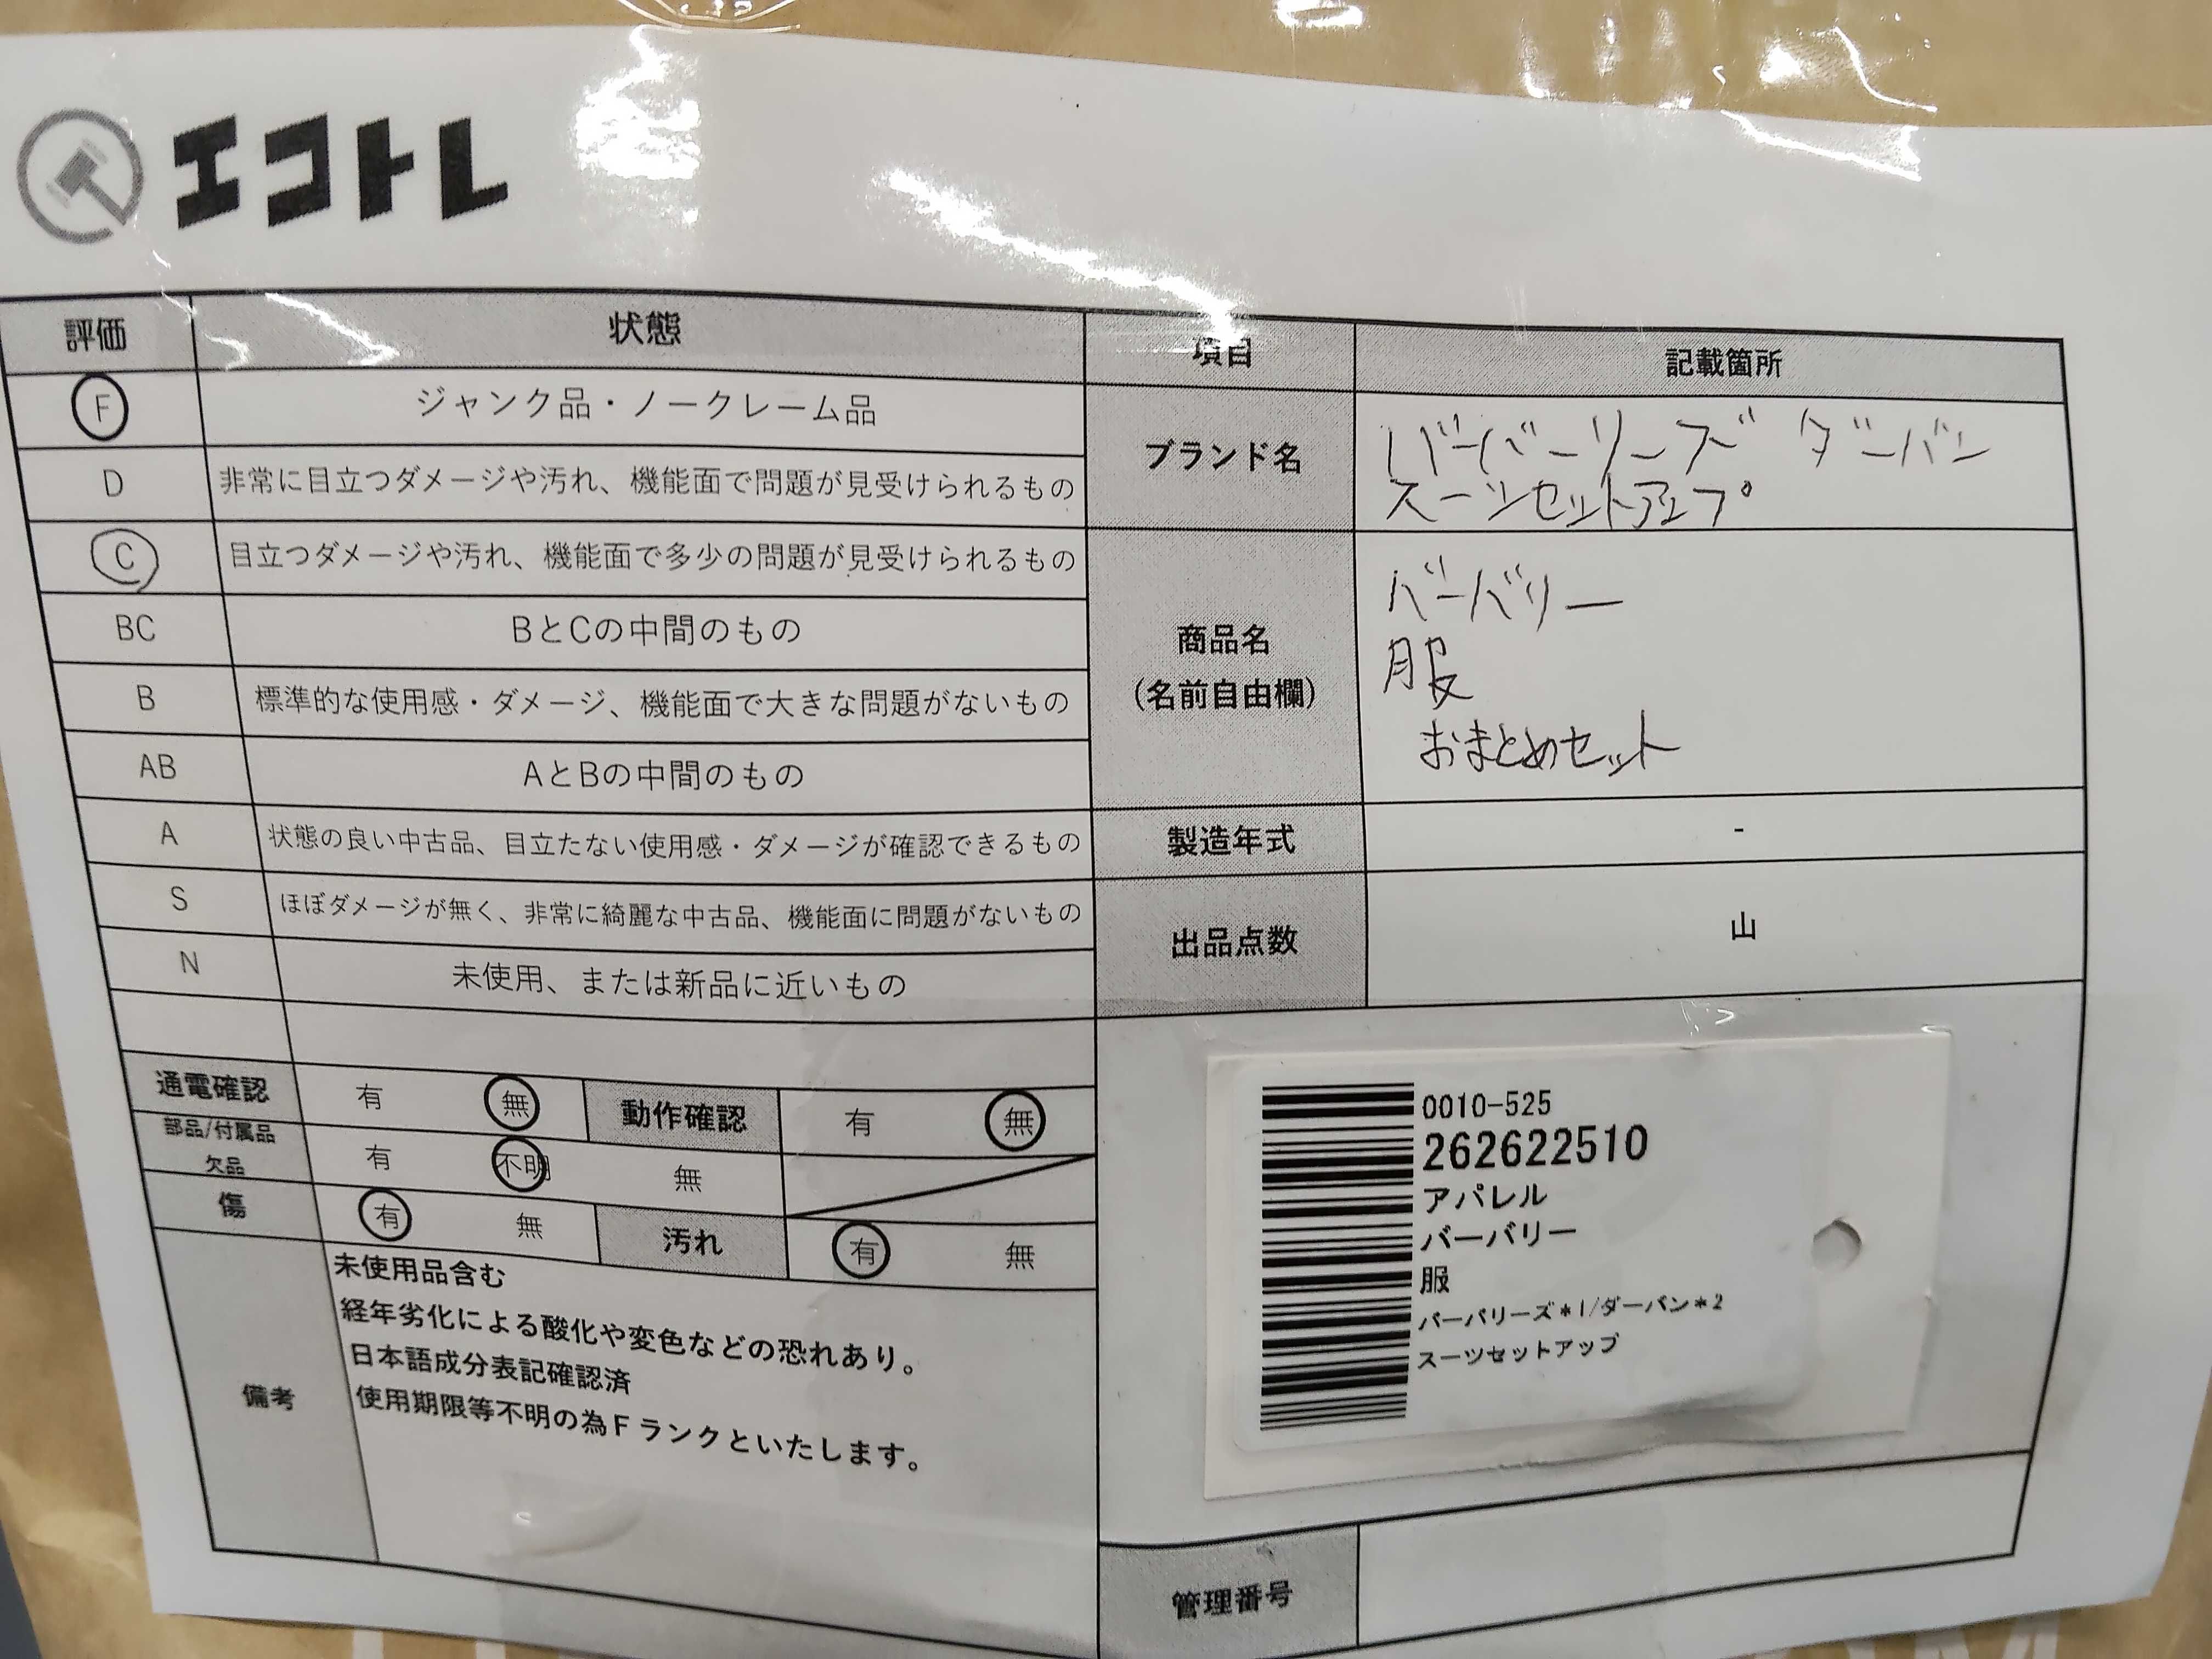 エコトレ
評価 状態
F ジャンク品・ノークレーム品
D 非常に目立つダメージや汚れ、機能面で問題が見受けられるもの
C 目立つダメージや汚れ、機能面で多少の問題が見受けられるもの
BC BとCの中間のもの
B 標準的な使用感・ダメージ、機能面で大きな問題がないもの
AB AとBの中間のもの
A 状態の良い中古品、目立たない使用感・ダメージが確認できるもの
S ほぼダメージが無く、非常に綺麗な中古品、機能面に問題がないもの
N 未使用、または新品に近いもの
通電確認 有 無 動作確認 有 無
部品/付属品
欠品 有 不明 無
傷 有 無 汚れ 有 無
備考
未使用品含む
経年劣化による酸化や変色などの恐れあり。
日本語成分表記確認済
使用期限等不明の為Fランクといたします。
項目 記載箇所
ブランド名
バーバーリーズ ダーバン
スーツセットアップ
商品名
(名前自由欄)
バーバリー
服
おまとめセット
製造年式 -
出品点数 山
0010-525
262622510
アパレル
バーバリー
服
バーバリーズ*1/ダーバン*2
スーツセットアップ
管理番号